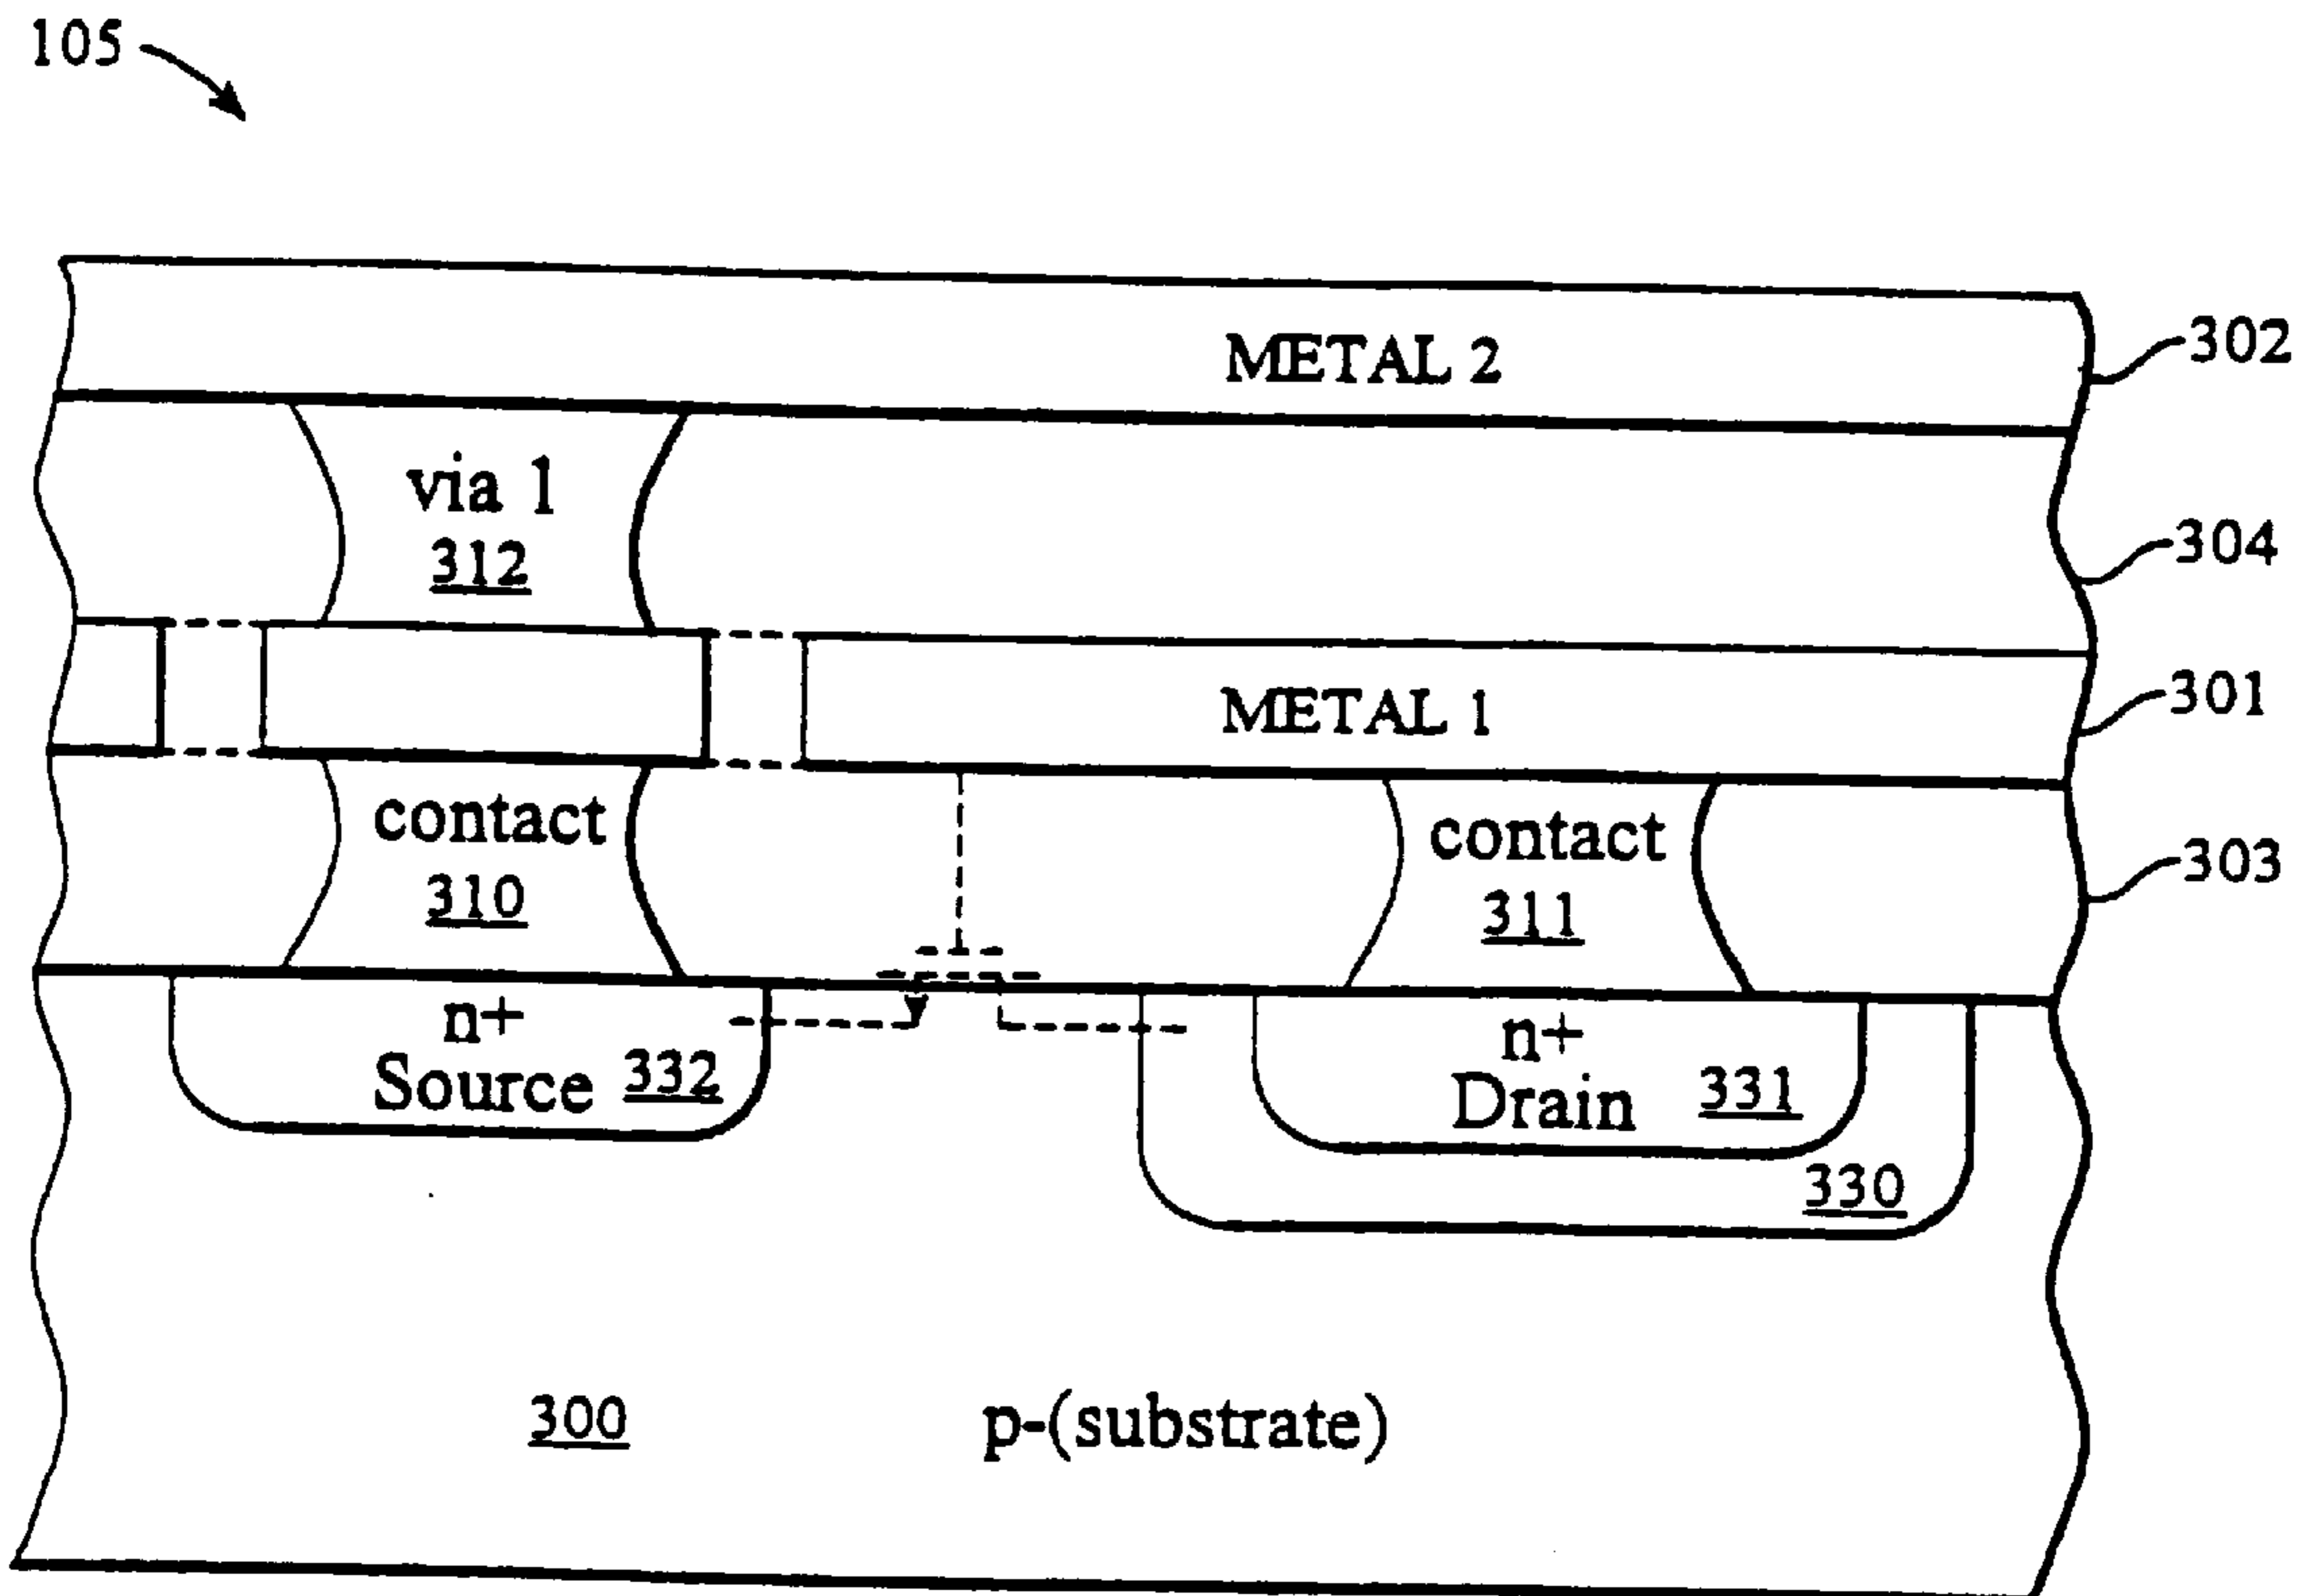 105
METAL 2
302
via 1
312
304
METAL 1
301
contact
310
contact
311
303
n+
Source 332
n+
Drain 331
330
300
p-(substrate)